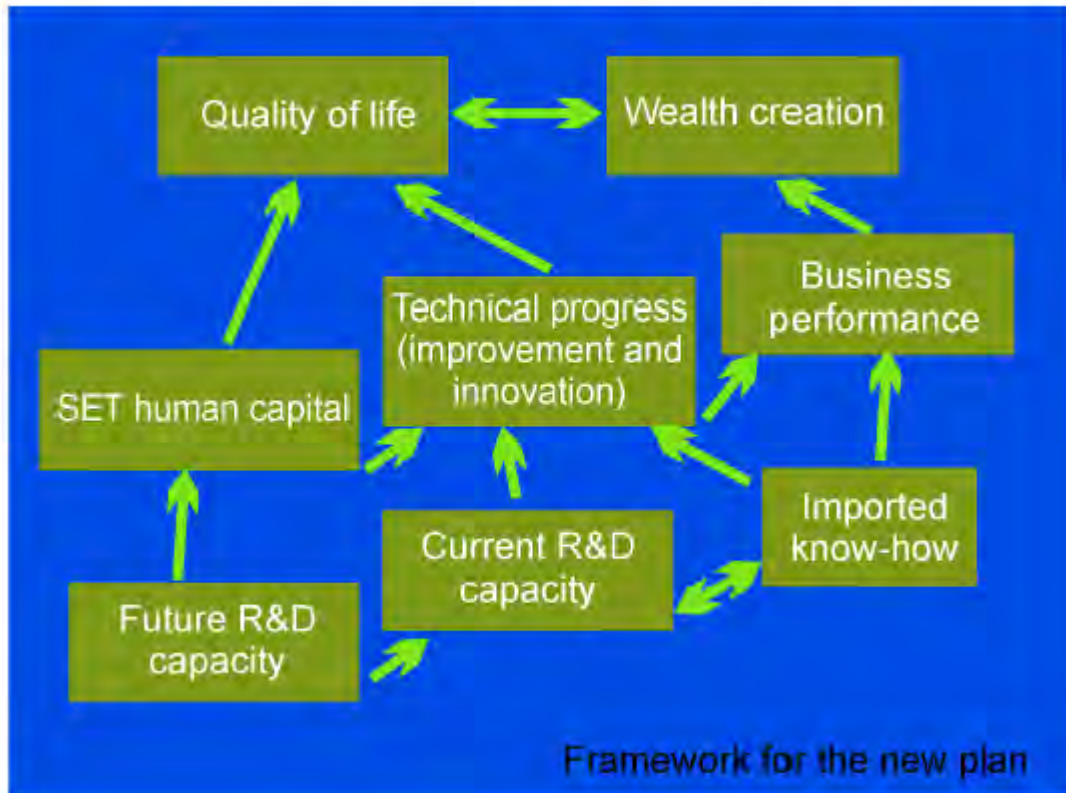 Quality of life
Wealth creation
Business
performance
Technical progress
(improvement and
innovation)
SET human capital
Imported
know-how
Current R&D
capacity
Future R&D
capacity
Framework for the new plan